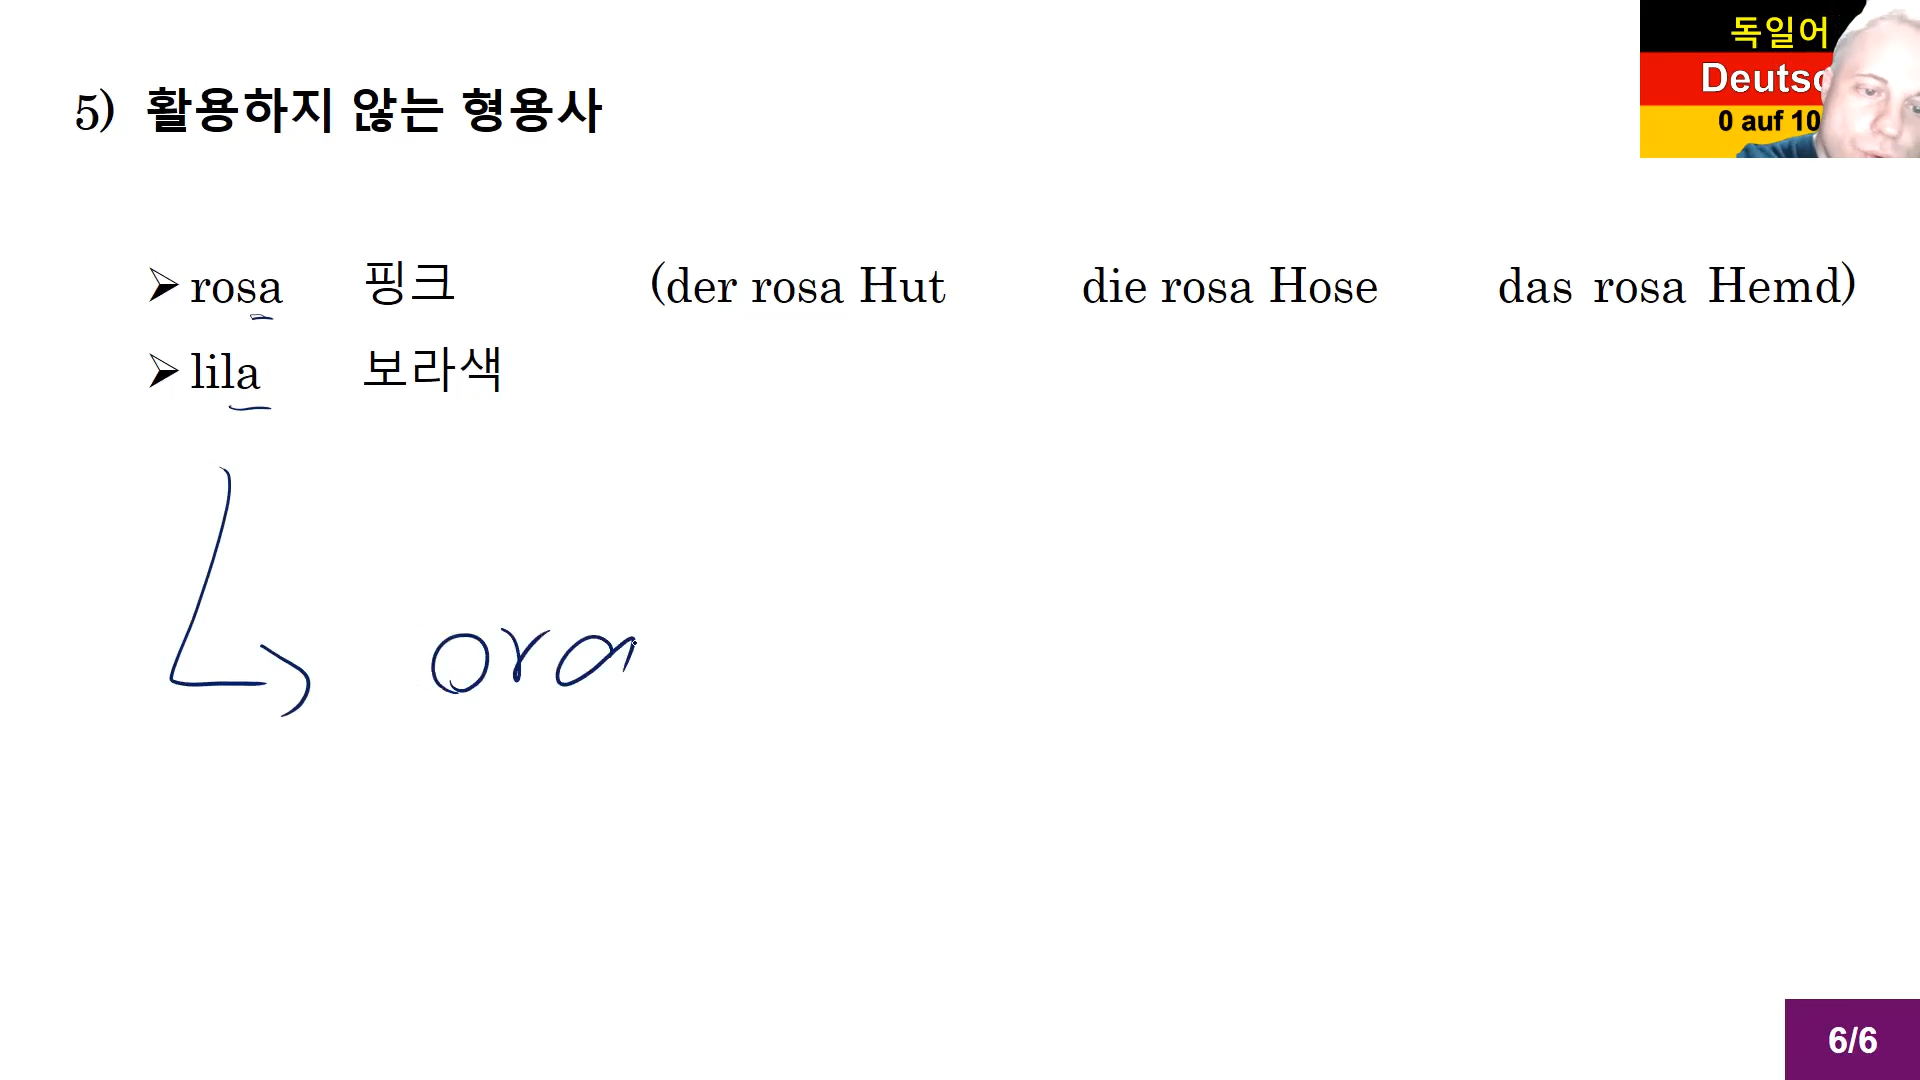 독일어
Deutsc
0 auf 10
5) 활용하지 않는 형용사
➢ rosa 핑크 (der rosa Hut die rosa Hose das rosa Hemd)
➢ lila 보라색
ora
6/6